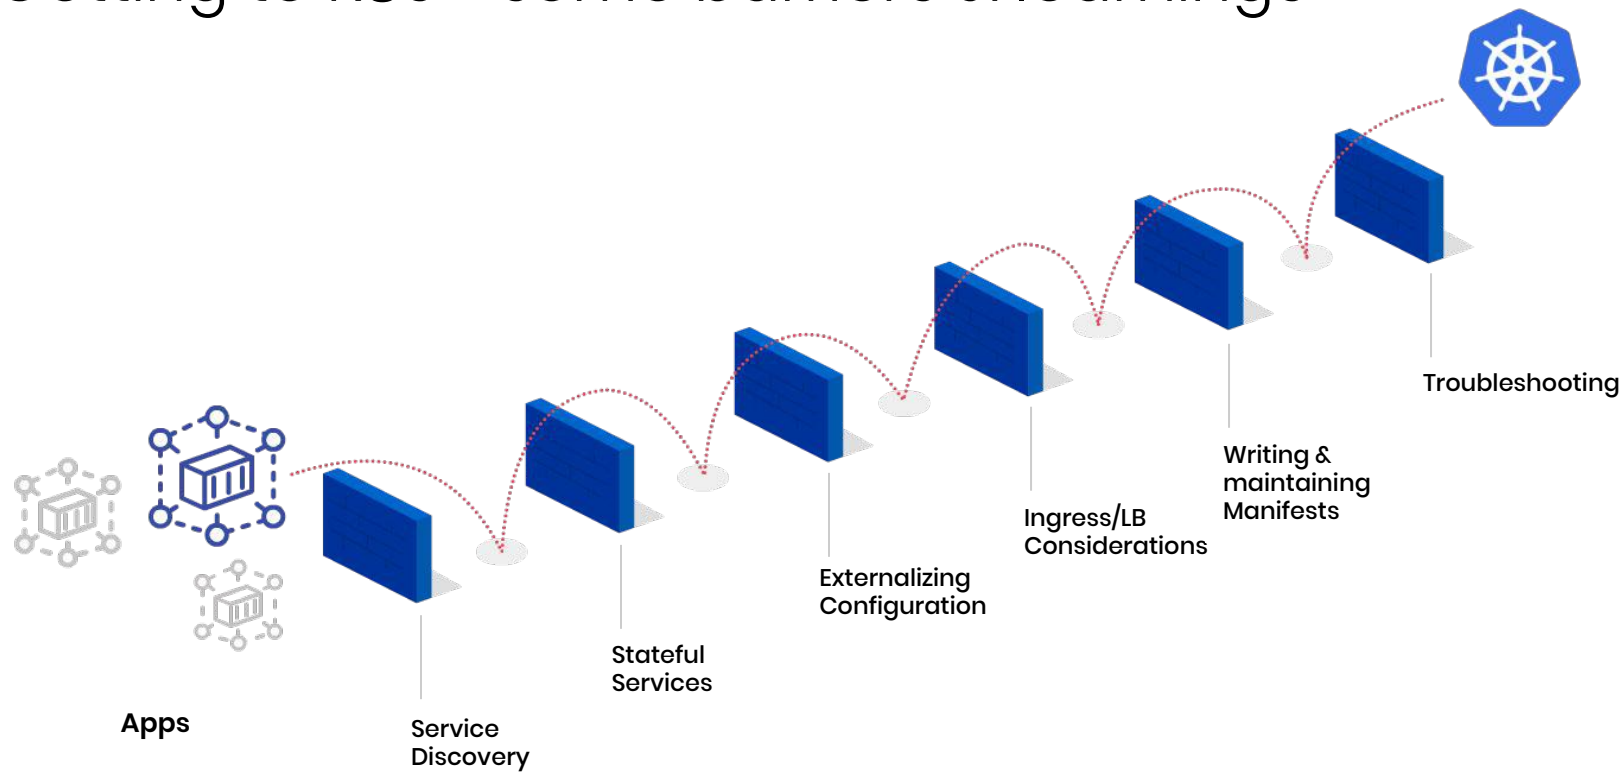 Apps
Service
Discovery
Stateful
Services
Externalizing
Configuration
Ingress/LB
Considerations
Writing &
maintaining
Manifests
Troubleshooting